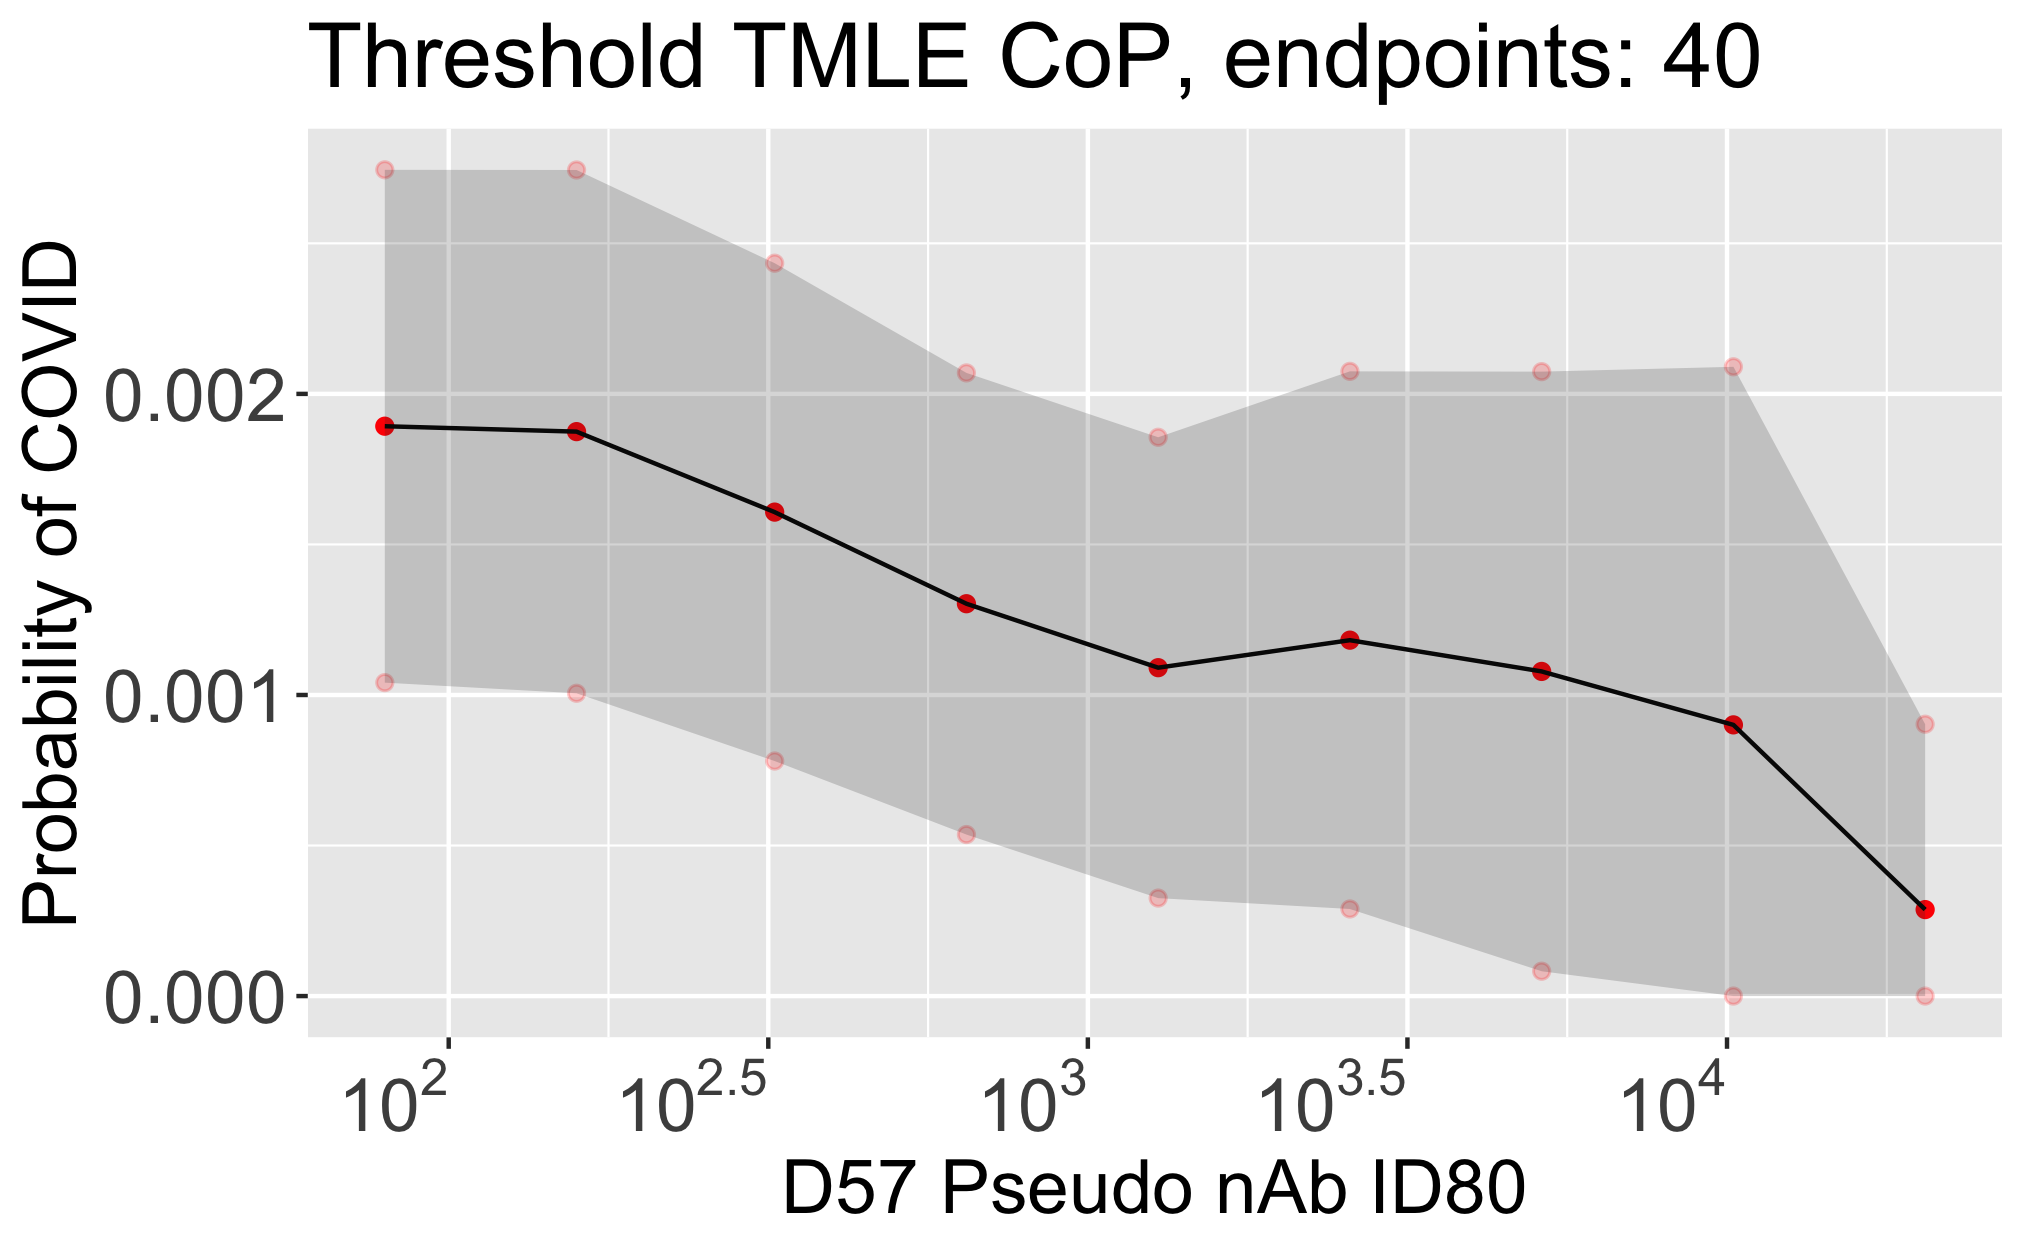 Threshold TMLE CoP, endpoints: 40
Probability of COVID
0.002
0.001
0.000
10^2 10^2.5 10^3 10^3.5 10^4
D57 Pseudo nAb ID80